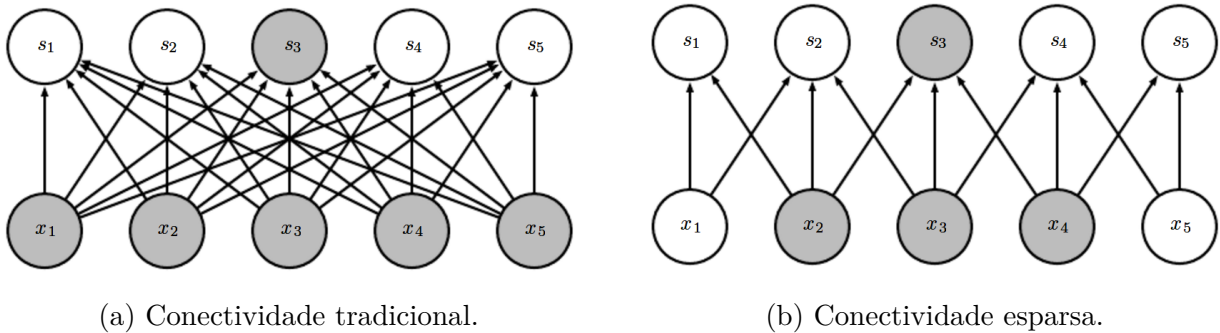 s1 s2 s3 s4 s5
x1 x2 x3 x4 x5
(a) Conectividade tradicional.
s1 s2 s3 s4 s5
x1 x2 x3 x4 x5
(b) Conectividade esparsa.